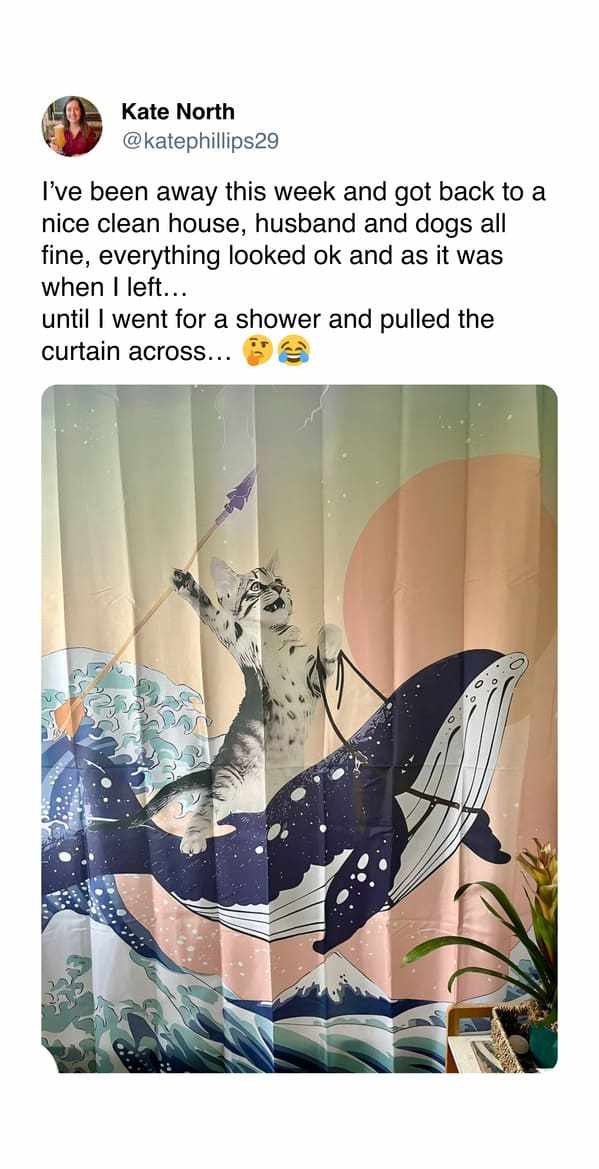 Kate North
@katephillips29
I’ve been away this week and got back to a
nice clean house, husband and dogs all
fine, everything looked ok and as it was
when I left…
until I went for a shower and pulled the
curtain across… 🤔😂